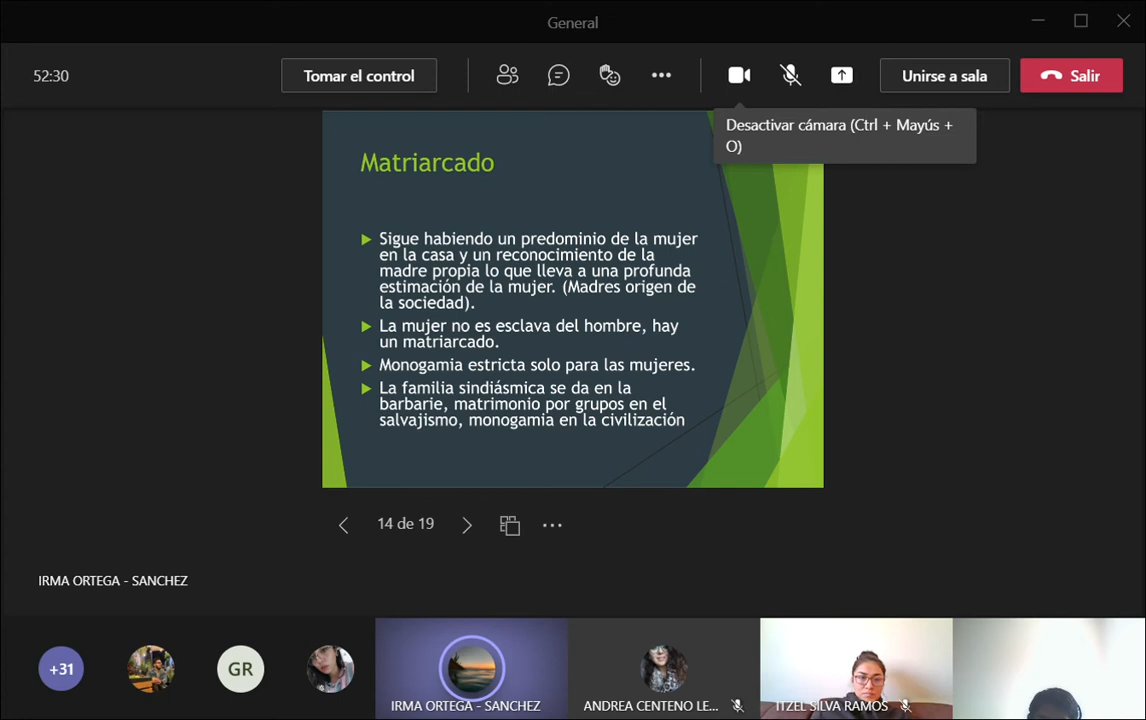 General
52:30
Tomar el control
Unirse a sala
Salir
Desactivar cámara (Ctrl + Mayús +
O)
Matriarcado
Sigue habiendo un predominio de la mujer
en la casa y un reconocimiento de la
madre propia lo que lleva a una profunda
estimación de la mujer. (Madres origen de
la sociedad).
La mujer no es esclava del hombre, hay
un matriarcado.
Monogamia estricta solo para las mujeres.
La familia sindiásmica se da en la
barbarie, matrimonio por grupos en el
salvajismo, monogamia en la civilización
14 de 19
IRMA ORTEGA - SANCHEZ
+31
GR
IRMA ORTEGA - SANCHEZ
ANDREA CENTENO LE...
ITZEL SILVA RAMOS